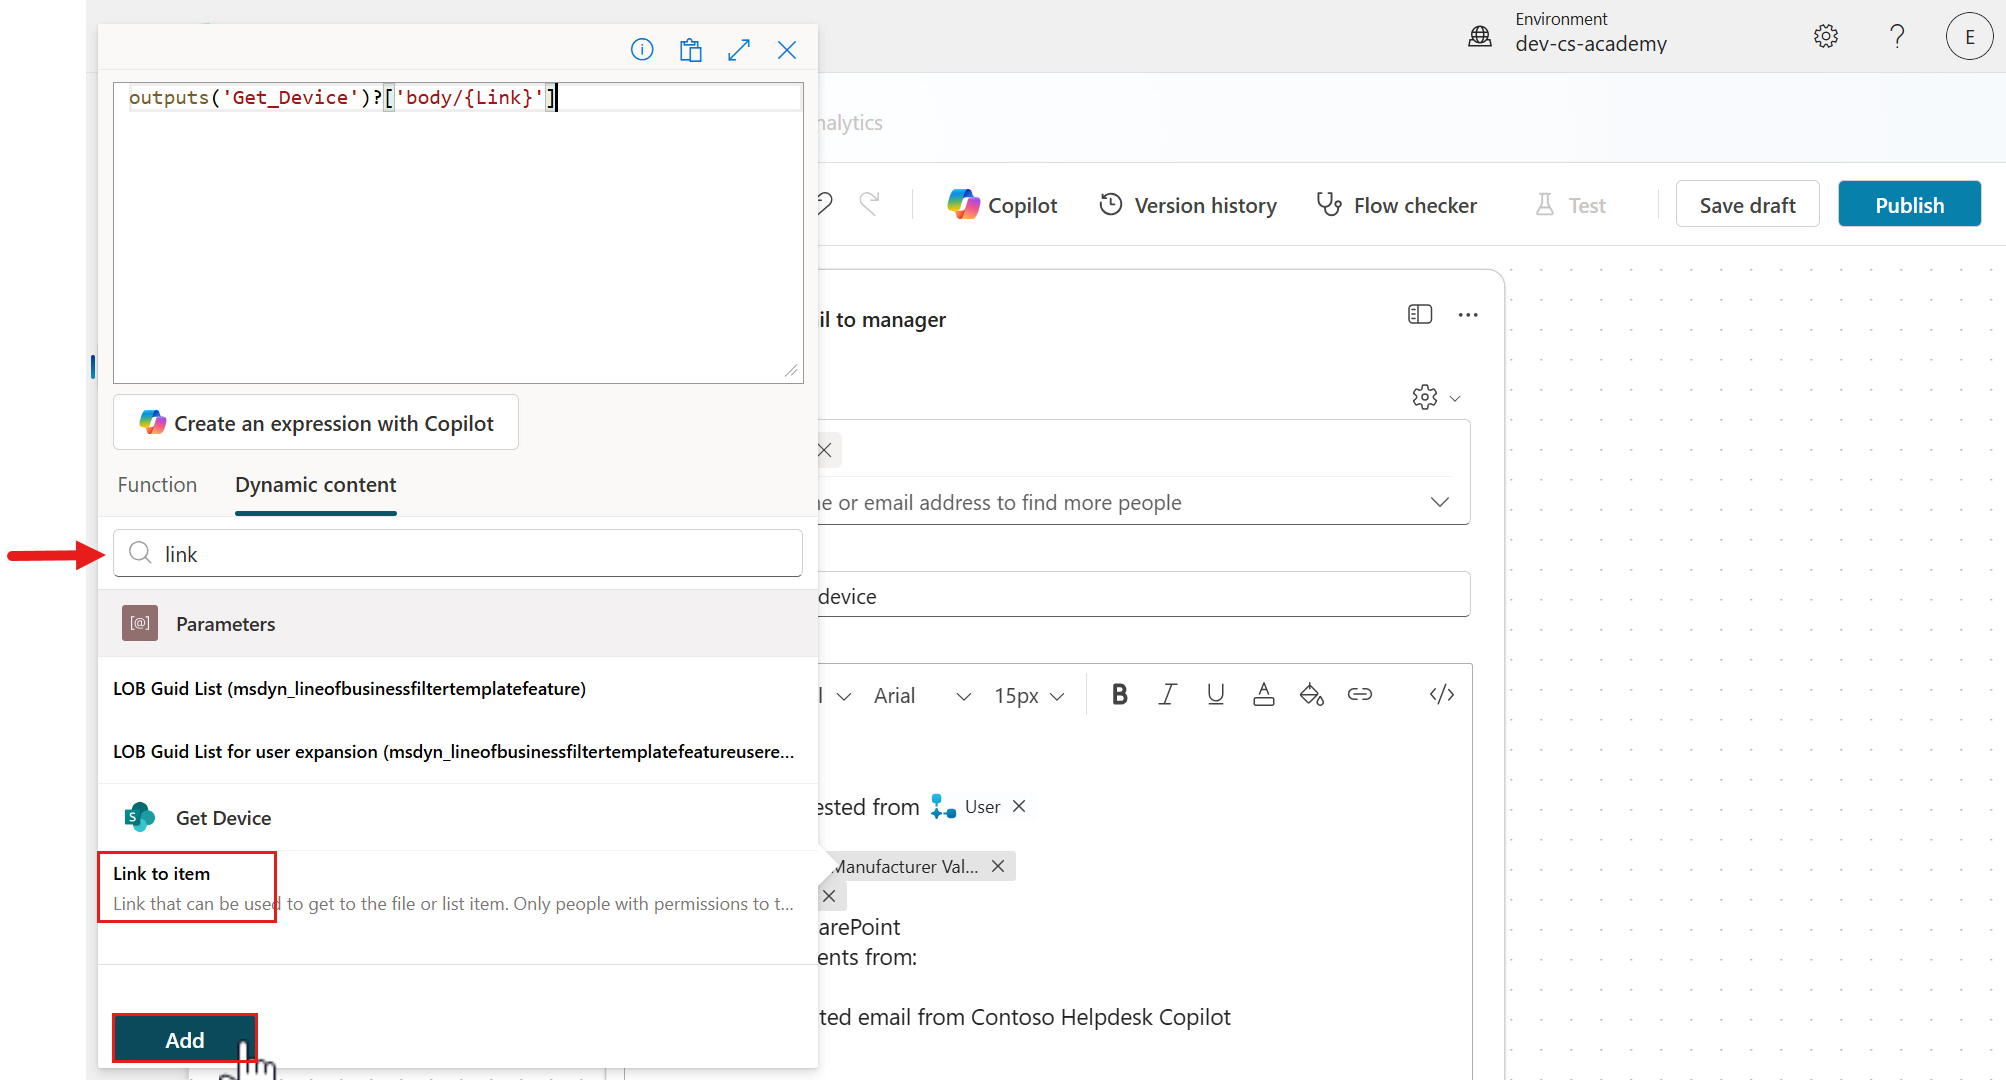 Environment
dev-cs-academy
E
outputs('Get_Device')?['body/{Link}']
nalytics
Copilot
Version history
Flow checker
Test
Save draft
Publish
il to manager
Create an expression with Copilot
Function
Dynamic content
e or email address to find more people
link
device
[@]
Parameters
LOB Guid List (msdyn_lineofbusinessfiltertemplatefeature)
l
Arial
15px
B
I
U
A
</>
LOB Guid List for user expansion (msdyn_lineofbusinessfiltertemplatefeatureusere...
S
Get Device
ested from
User
Link to item
Manufacturer Val...
Link that can be used to get to the file or list item. Only people with permissions to t...
arePoint
ents from:
ted email from Contoso Helpdesk Copilot
Add